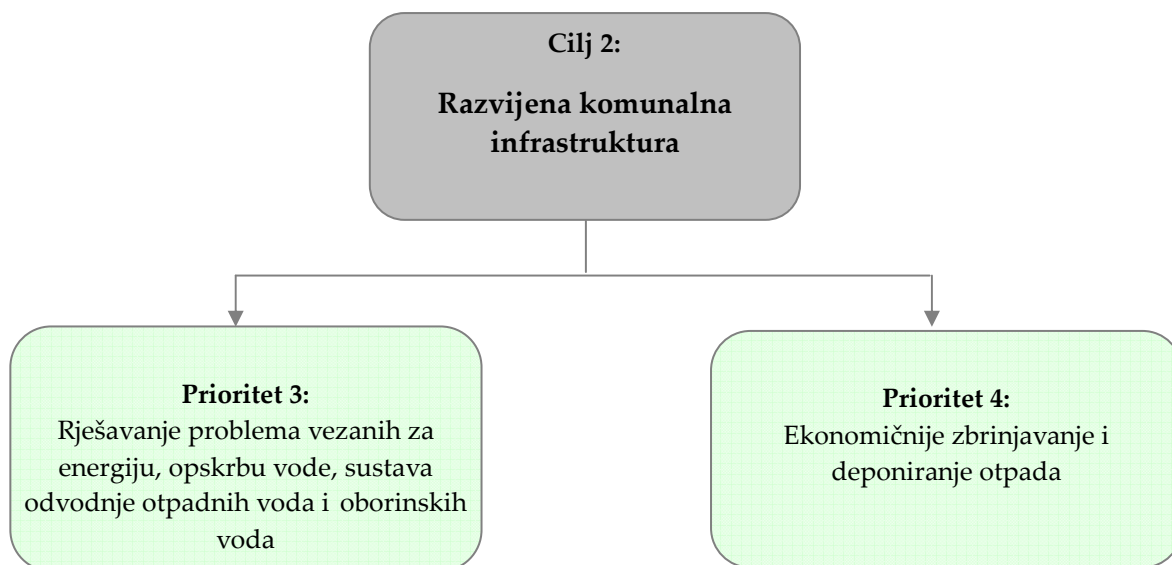 Cilj 2:
Razvijena komunalna
infrastruktura
Prioritet 3:
Rješavanje problema vezanih za
energiju, opskrbu vode, sustava
odvodnje otpadnih voda i oborinskih
voda
Prioritet 4:
Ekonomičnije zbrinjavanje i
deponiranje otpada